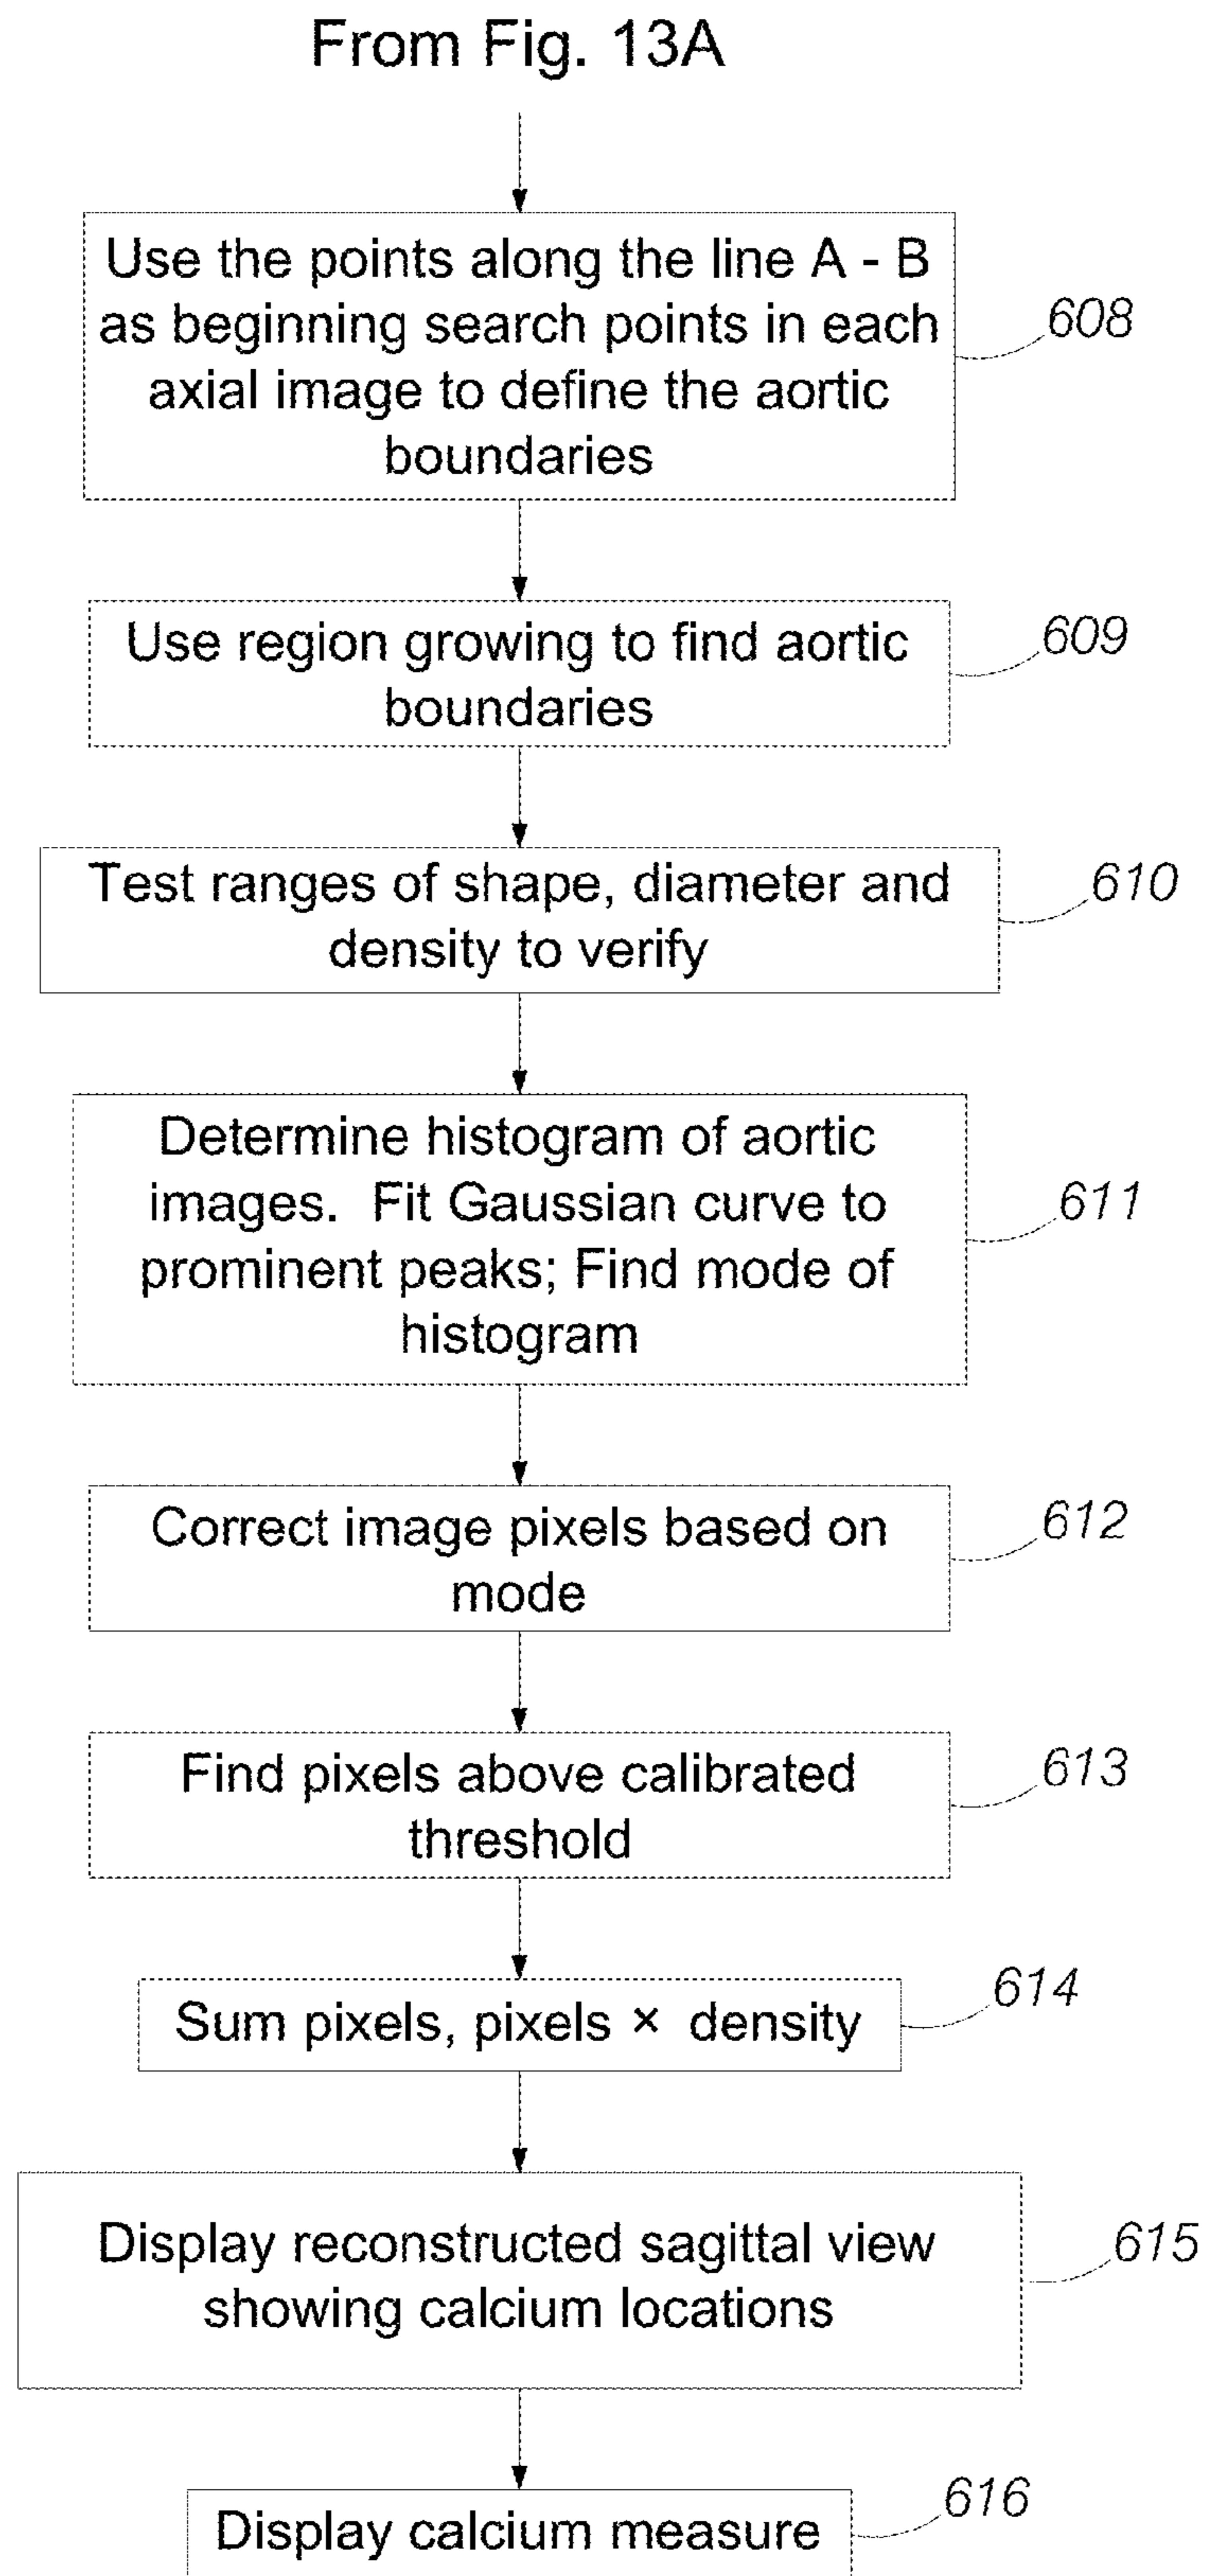 From Fig. 13A
Use the points along the line A - B
as beginning search points in each
axial image to define the aortic
boundaries
608
Use region growing to find aortic
boundaries
609
Test ranges of shape, diameter and
density to verify
610
Determine histogram of aortic
images. Fit Gaussian curve to
prominent peaks; Find mode of
histogram
611
Correct image pixels based on
mode
612
Find pixels above calibrated
threshold
613
Sum pixels, pixels × density
614
Display reconstructed sagittal view
showing calcium locations
615
Display calcium measure
616